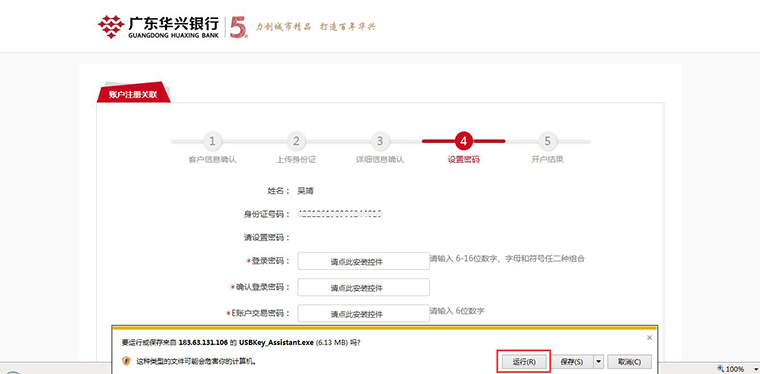 广东华兴银行
GUANGDONG HUAXING BANK
5
力创城市精品 打造百年华兴
账户注册关联
1 2 3 4 5
客户信息确认 上传身份证 详细信息确认 设置密码 开户结果
姓名： 吴靖
身份证号码：
请设置密码：
*登录密码： 请点此安装控件 请输入 6-16位数字、字母和符号任二种组合
*确认登录密码： 请点此安装控件
*E账户交易密码： 请点此安装控件 请输入 6位数字
要运行或保存来自 183.63.131.106 的 USBKey_Assistant.exe (6.13 MB) 吗?
×
这种类型的文件可能会危害你的计算机。
运行(R) 保存(S) 取消(C)
100%